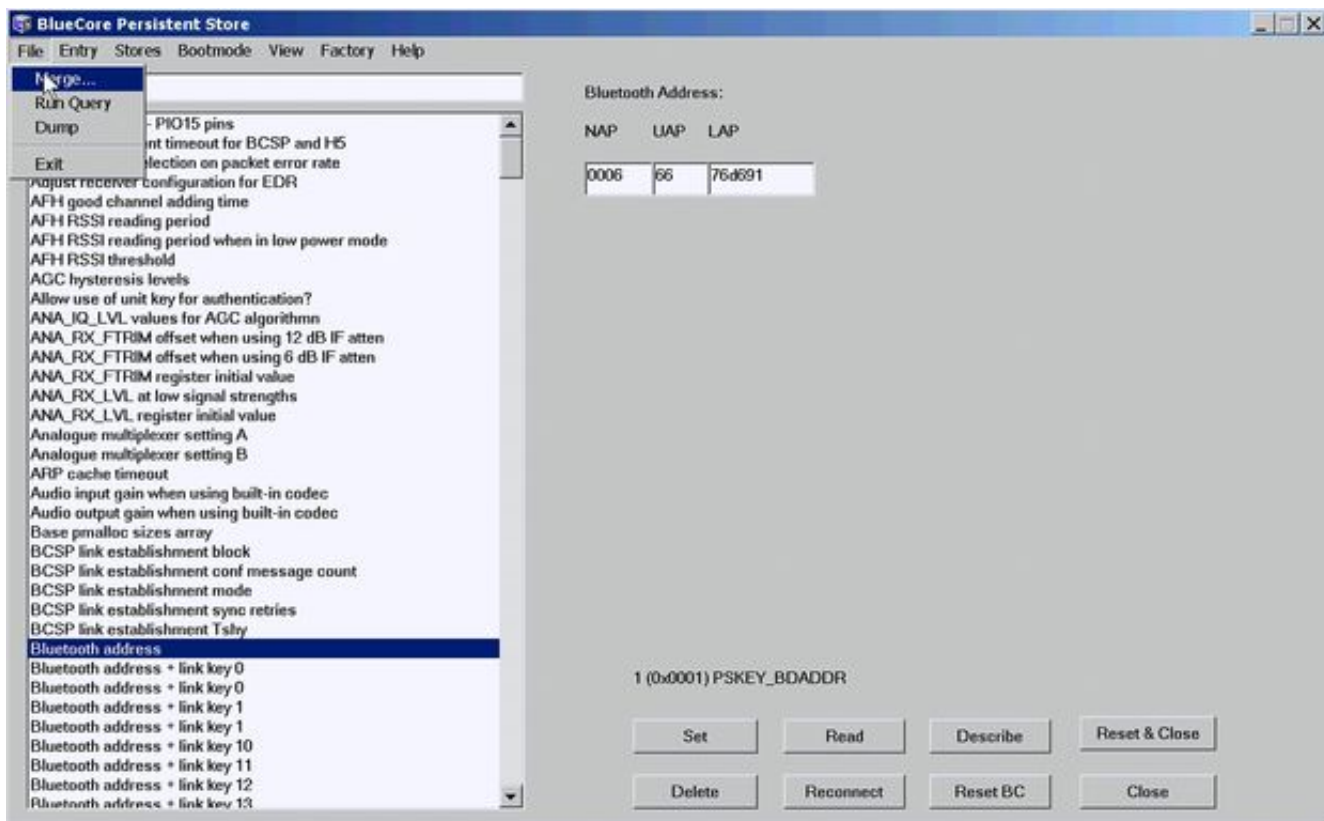 BlueCore Persistent Store
File Entry Stores Bootmode View Factory Help
Merge...
Run Query
Dump
Exit
- PIO15 pins
nt timeout for BCSP and H5
lection on packet error rate
Adjust receiver configuration for EDR
AFH good channel adding time
AFH RSSI reading period
AFH RSSI reading period when in low power mode
AFH RSSI threshold
AGC hysteresis levels
Allow use of unit key for authentication?
ANA_IQ_LVL values for AGC algorithmn
ANA_RX_FTRIM offset when using 12 dB IF atten
ANA_RX_FTRIM offset when using 6 dB IF atten
ANA_RX_FTRIM register initial value
ANA_RX_LVL at low signal strengths
ANA_RX_LVL register initial value
Analogue multiplexer setting A
Analogue multiplexer setting B
ARP cache timeout
Audio input gain when using built-in codec
Audio output gain when using built-in codec
Base pmalloc sizes array
BCSP link establishment block
BCSP link establishment conf message count
BCSP link establishment mode
BCSP link establishment sync retries
BCSP link establishment Tshy
Bluetooth address
Bluetooth address + link key 0
Bluetooth address + link key 0
Bluetooth address + link key 1
Bluetooth address + link key 1
Bluetooth address + link key 10
Bluetooth address + link key 11
Bluetooth address + link key 12
Bluetooth address + link key 13
Bluetooth Address:
NAP UAP LAP
0006 66 76d691
1 (0x0001) PSKEY_BDADDR
Set Read Describe Reset & Close
Delete Reconnect Reset BC Close